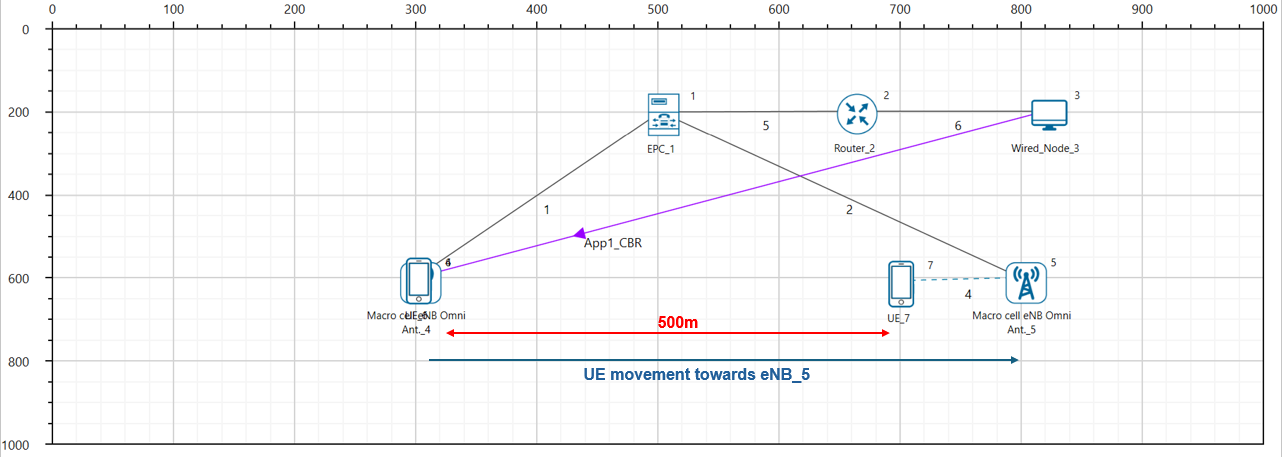 0 100 200 300 400 500 600 700 800 900 1000
0
200
400
600
800
1000
1
2
3
EPC_1
Router_2
Wired_Node_3
5
6
1
2
App1_CBR
7
5
4
Macro cell eNB Omni
Ant._4
UE_7
Macro cell eNB Omni
Ant._5
500m
UE movement towards eNB_5